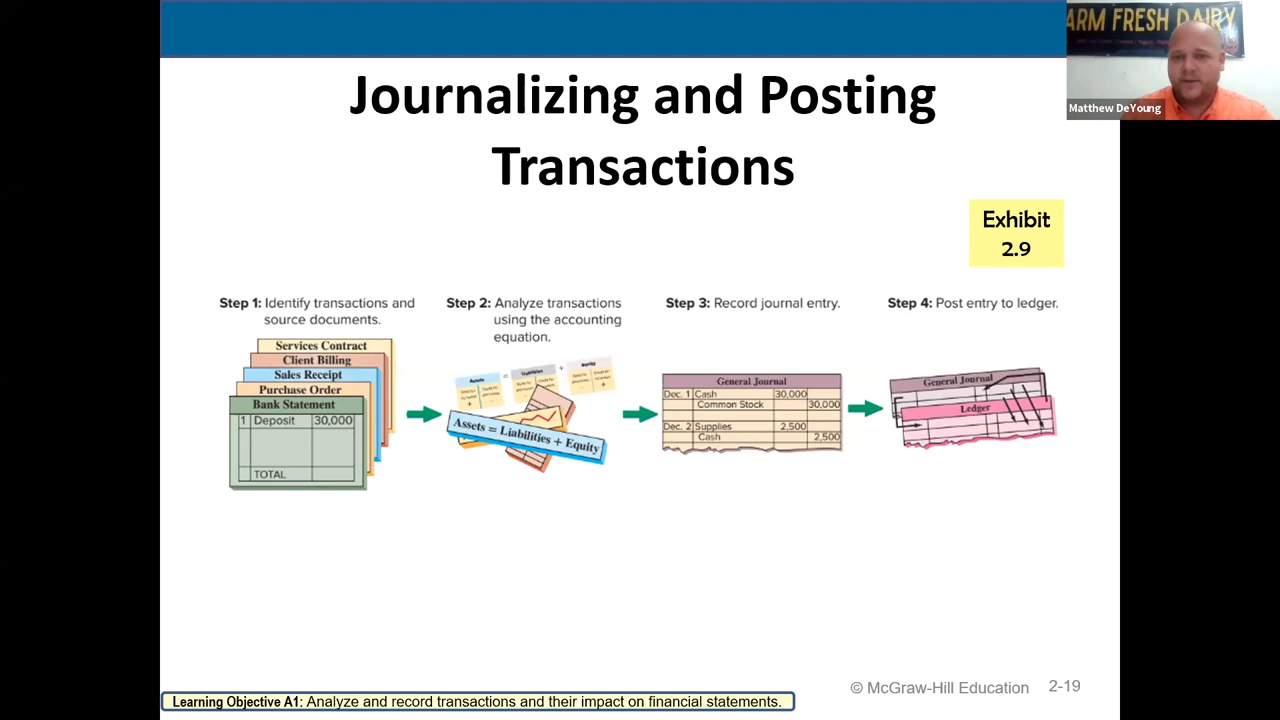 ARM FRESH DAIRY
Matthew DeYoung
Journalizing and Posting
Transactions
Exhibit
2.9
Step 1: Identify transactions and
source documents.
Services Contract
Client Billing
Sales Receipt
Purchase Order
Bank Statement
1 Deposit 30,000
TOTAL
Step 2: Analyze transactions
using the accounting
equation.
Assets = Liabilities + Equity
Assets = Liabilities + Equity
Step 3: Record journal entry.
General Journal
Dec. 1 Cash 30,000
Common Stock 30,000
Dec. 2 Supplies 2,500
Cash 2,500
Step 4: Post entry to ledger.
General Journal
Ledger
Learning Objective A1: Analyze and record transactions and their impact on financial statements.
© McGraw-Hill Education 2-19